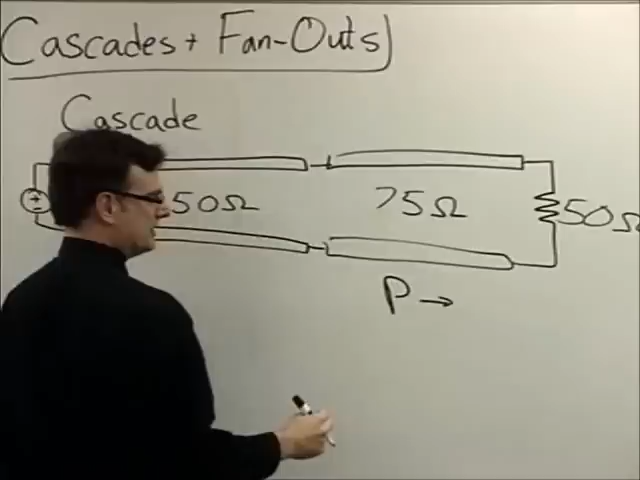 Cascades + Fan-Outs
Cascade
50Ω 75Ω 50Ω
P →